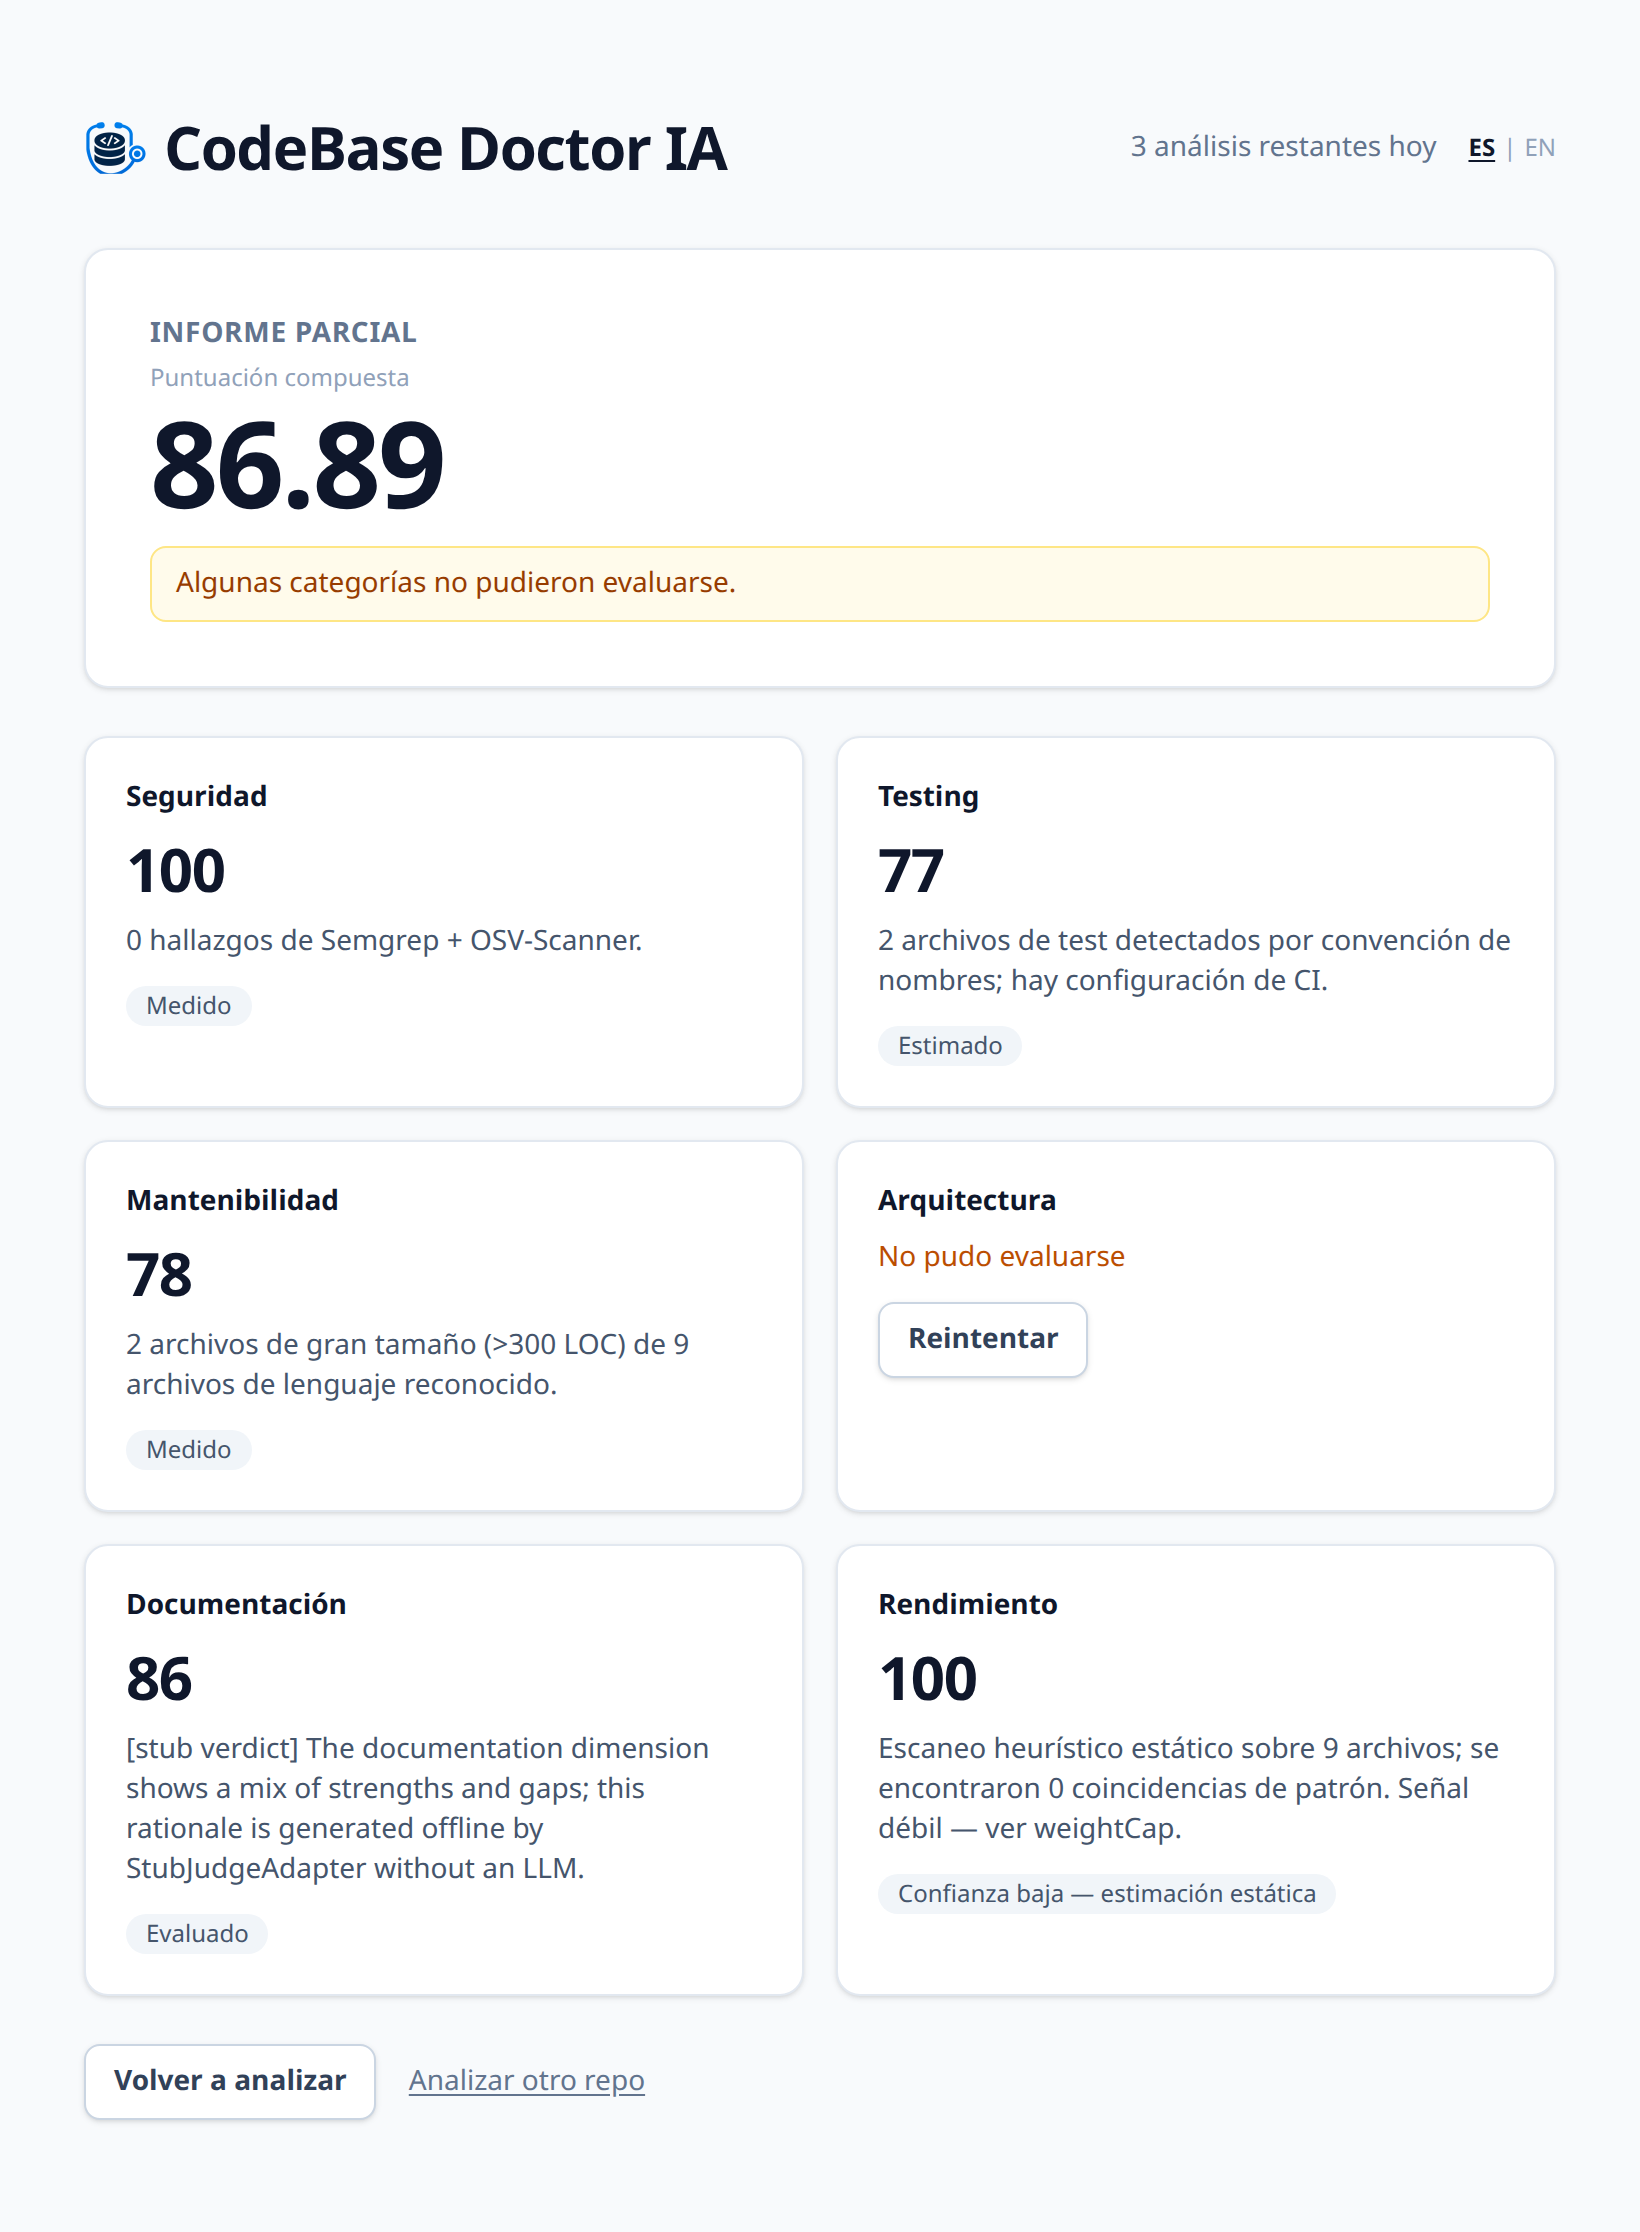 CodeBase Doctor IA
3 análisis restantes hoy ES | EN
INFORME PARCIAL
Puntuación compuesta
86.89
Algunas categorías no pudieron evaluarse.
Seguridad
100
0 hallazgos de Semgrep + OSV-Scanner.
Medido
Testing
77
2 archivos de test detectados por convención de
nombres; hay configuración de CI.
Estimado
Mantenibilidad
78
2 archivos de gran tamaño (>300 LOC) de 9
archivos de lenguaje reconocido.
Medido
Arquitectura
No pudo evaluarse
Reintentar
Documentación
86
[stub verdict] The documentation dimension
shows a mix of strengths and gaps; this
rationale is generated offline by
StubJudgeAdapter without an LLM.
Evaluado
Rendimiento
100
Escaneo heurístico estático sobre 9 archivos; se
encontraron 0 coincidencias de patrón. Señal
débil — ver weightCap.
Confianza baja — estimación estática
Volver a analizar
Analizar otro repo